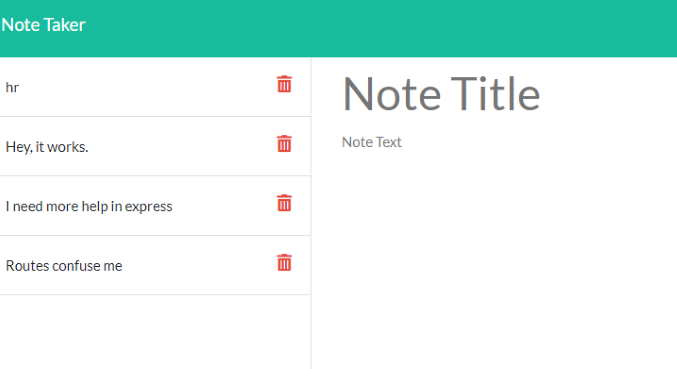 Note Taker
hr
Hey, it works.
I need more help in express
Routes confuse me
Note Title
Note Text